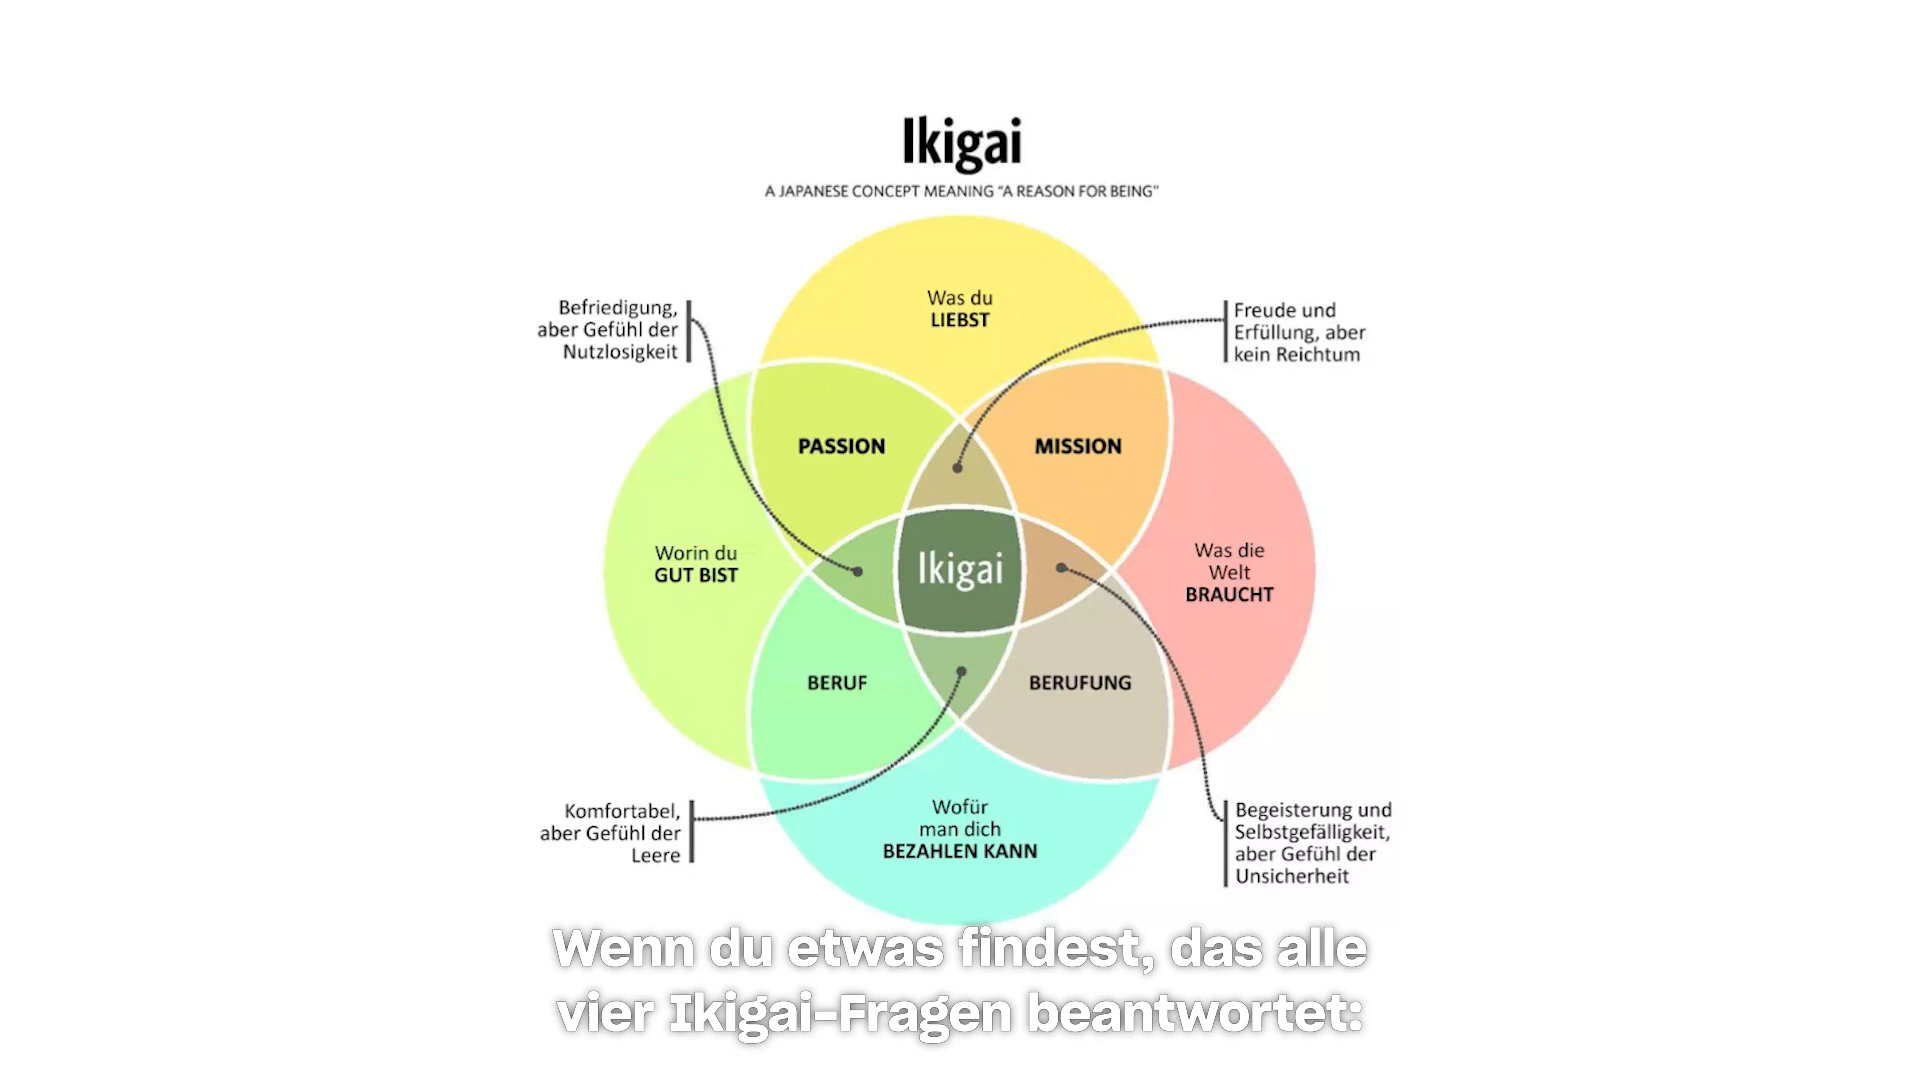 Ikigai
A JAPANESE CONCEPT MEANING “A REASON FOR BEING”
Was du
LIEBST
Befriedigung,
aber Gefühl der
Nutzlosigkeit
Freude und
Erfüllung, aber
kein Reichtum
PASSION
MISSION
Worin du
GUT BIST
Ikigai
Was die
Welt
BRAUCHT
BERUF
BERUFUNG
Komfortabel,
aber Gefühl der
Leere
Wofür
man dich
BEZAHLEN KANN
Begeisterung und
Selbstgefälligkeit,
aber Gefühl der
Unsicherheit
Wenn du etwas findest, das alle
vier Ikigai-Fragen beantwortet: